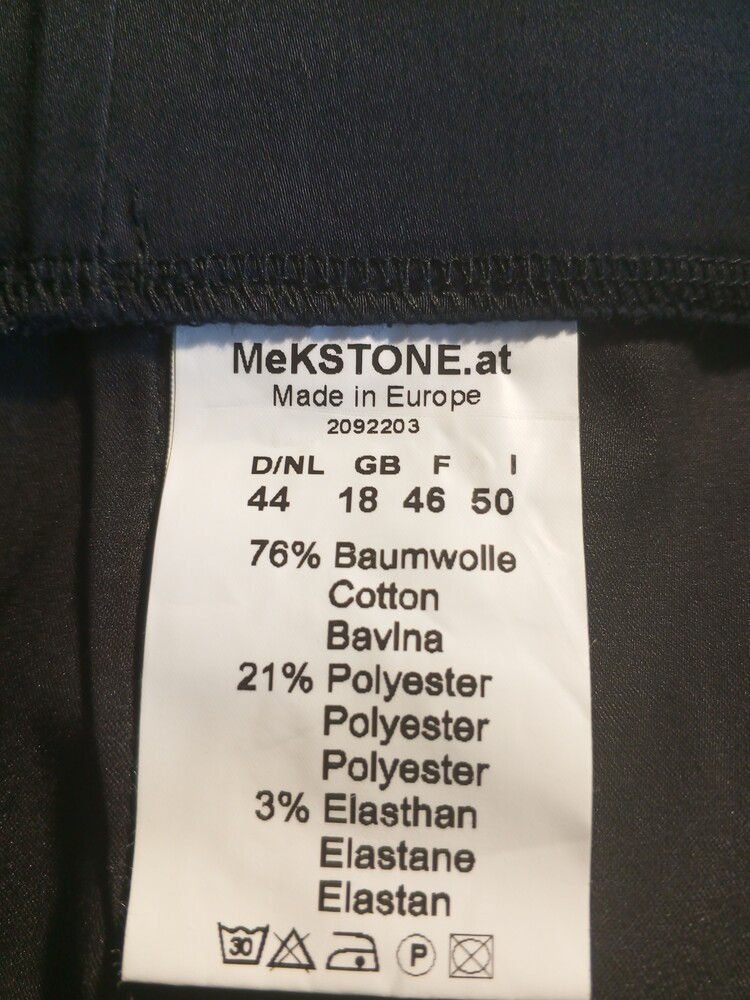 MeKSTONE.at
Made in Europe
2092203
D/NL GB F I
44 18 46 50
76% Baumwolle
Cotton
Bavlna
21% Polyester
Polyester
Polyester
3% Elasthan
Elastane
Elastan
30 P